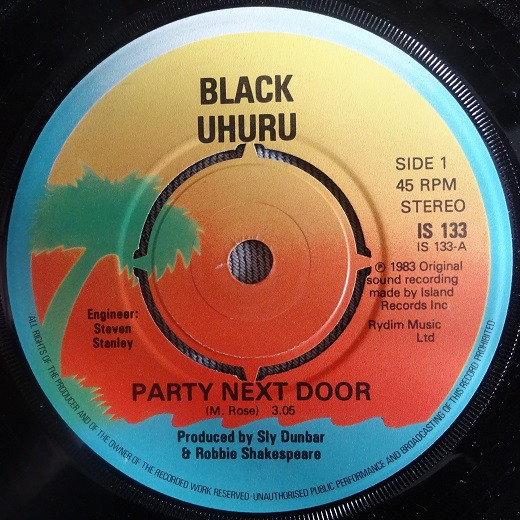 BLACK
UHURU
SIDE 1
45 RPM
STEREO
IS 133
IS 133-A
℗ 1983 Original
sound recording
made by Island
Records Inc
Rydim Music
Ltd
Engineer:
Steven
Stanley
PARTY NEXT DOOR
(M. Rose) 3.05
Produced by Sly Dunbar
& Robbie Shakespeare
ALL RIGHTS OF THE PRODUCER AND OF THE OWNER OF THE RECORDED WORK RESERVED · UNAUTHORISED PUBLIC PERFORMANCE AND BROADCASTING OF THIS RECORD PROHIBITED